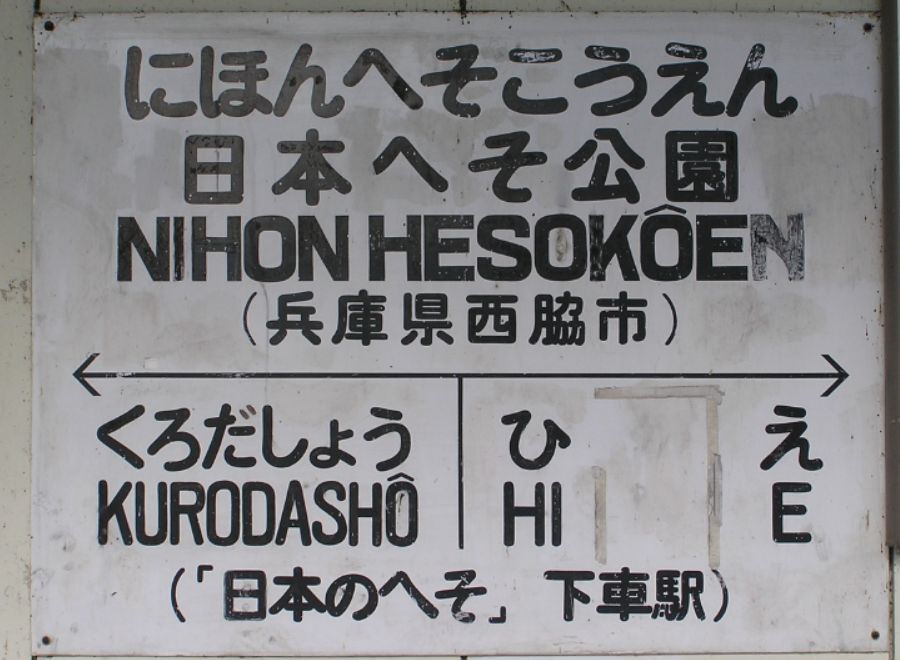 にほんへそこうえん
日本へそ公園
NIHON HESOKÔEN
(兵庫県西脇市)
くろだしょう ひ え
KURODASHÔ HI E
(「日本のへそ」下車駅)